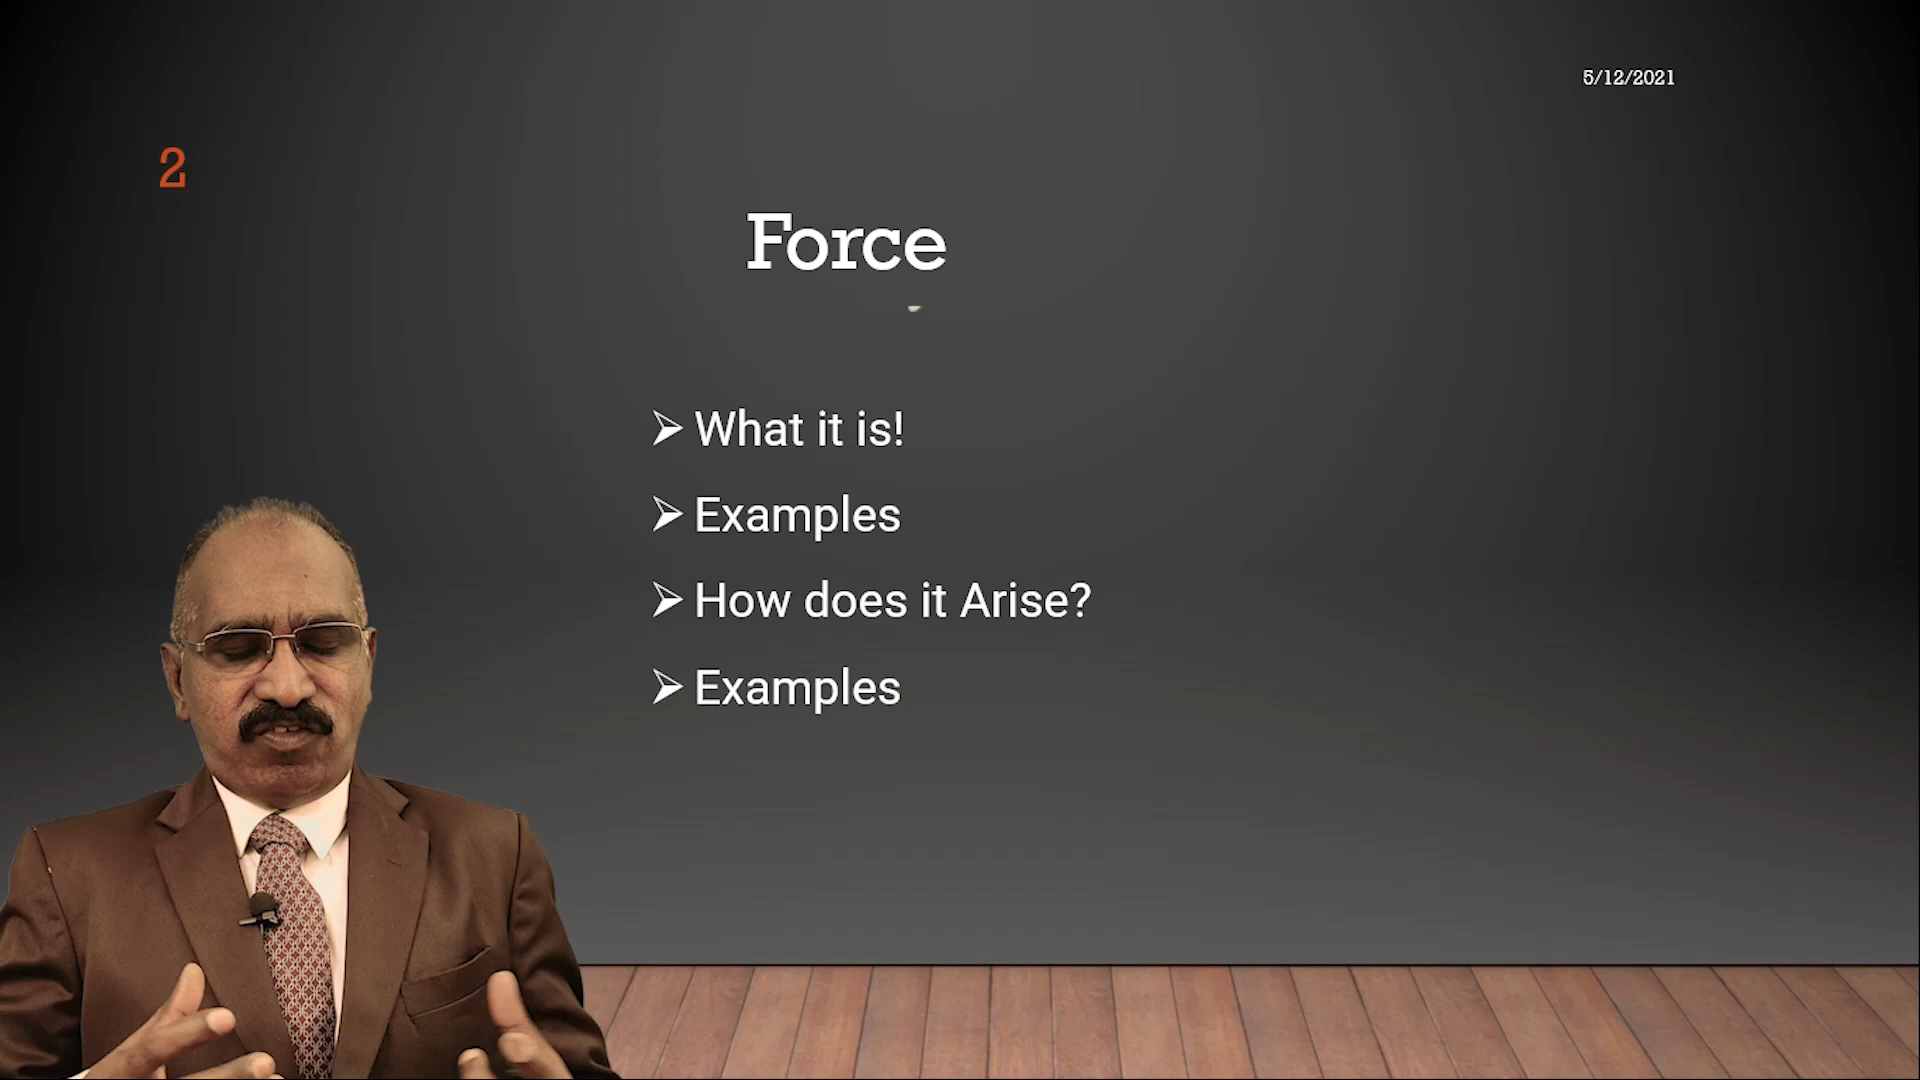 5/12/2021
2
Force
➢ What it is!
➢ Examples
➢ How does it Arise?
➢ Examples